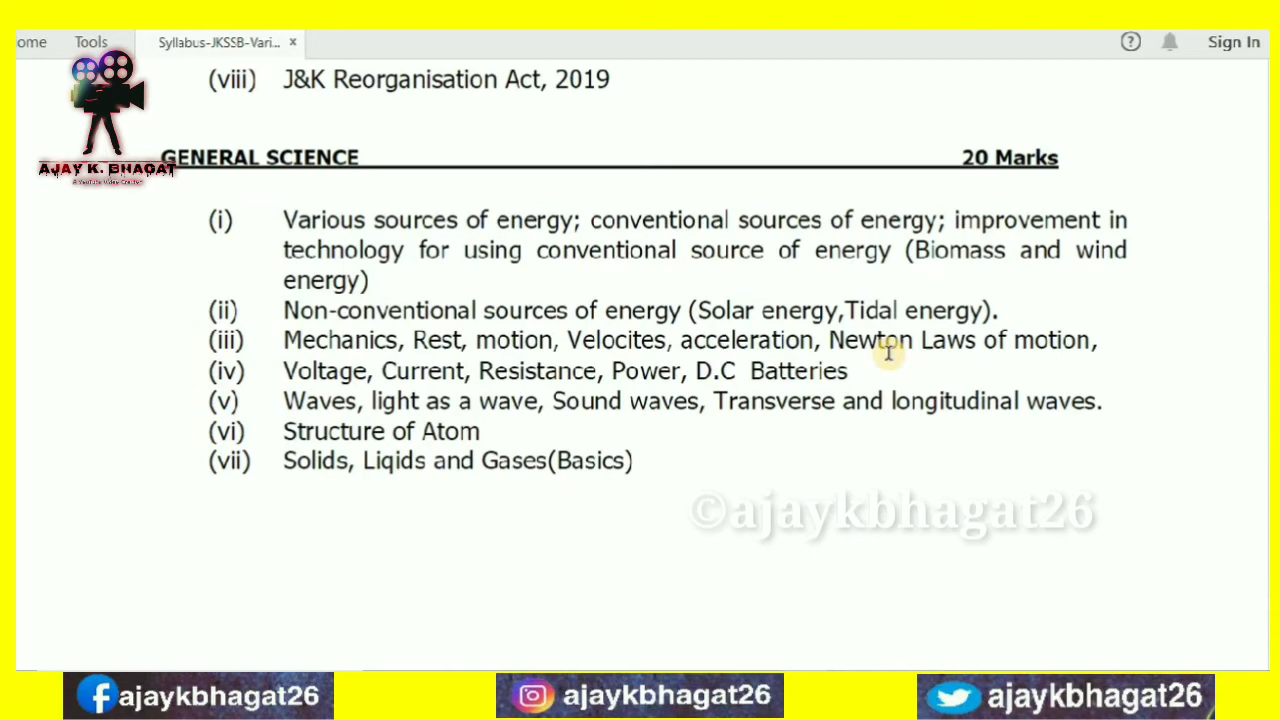 ome Tools Syllabus-JKSSB-Vari... × ? Sign In
(viii) J&K Reorganisation Act, 2019
GENERAL SCIENCE 20 Marks
AJAY K. BHAGAT
A YouTube Video Creator
(i) Various sources of energy; conventional sources of energy; improvement in
technology for using conventional source of energy (Biomass and wind
energy)
(ii) Non-conventional sources of energy (Solar energy,Tidal energy).
(iii) Mechanics, Rest, motion, Velocites, acceleration, Newton Laws of motion,
(iv) Voltage, Current, Resistance, Power, D.C Batteries
(v) Waves, light as a wave, Sound waves, Transverse and longitudinal waves.
(vi) Structure of Atom
(vii) Solids, Liqids and Gases(Basics)
©ajaykbhagat26
f ajaykbhagat26 ajaykbhagat26 ajaykbhagat26